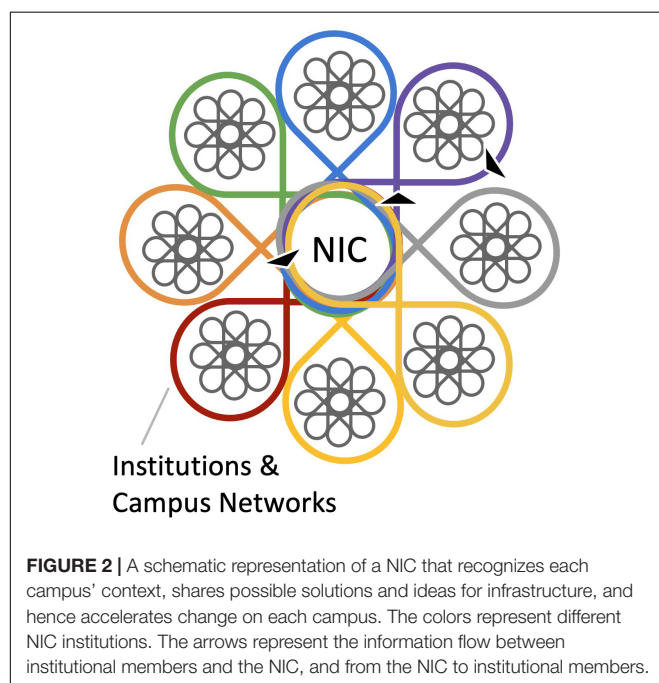 NIC
Institutions &
Campus Networks
FIGURE 2 | A schematic representation of a NIC that recognizes each
campus’ context, shares possible solutions and ideas for infrastructure, and
hence accelerates change on each campus. The colors represent different
NIC institutions. The arrows represent the information flow between
institutional members and the NIC, and from the NIC to institutional members.